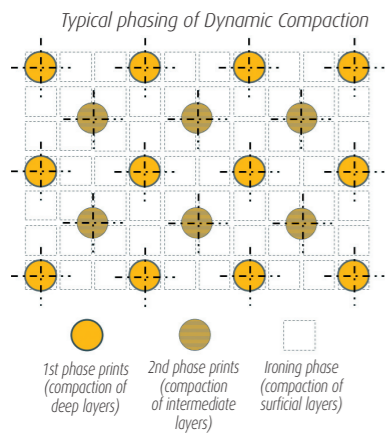 Typical phasing of Dynamic Compaction
1st phase prints
(compaction of
deep layers)
2nd phase prints
(compaction
of intermediate
layers)
Ironing phase
(compaction of
surficial layers)